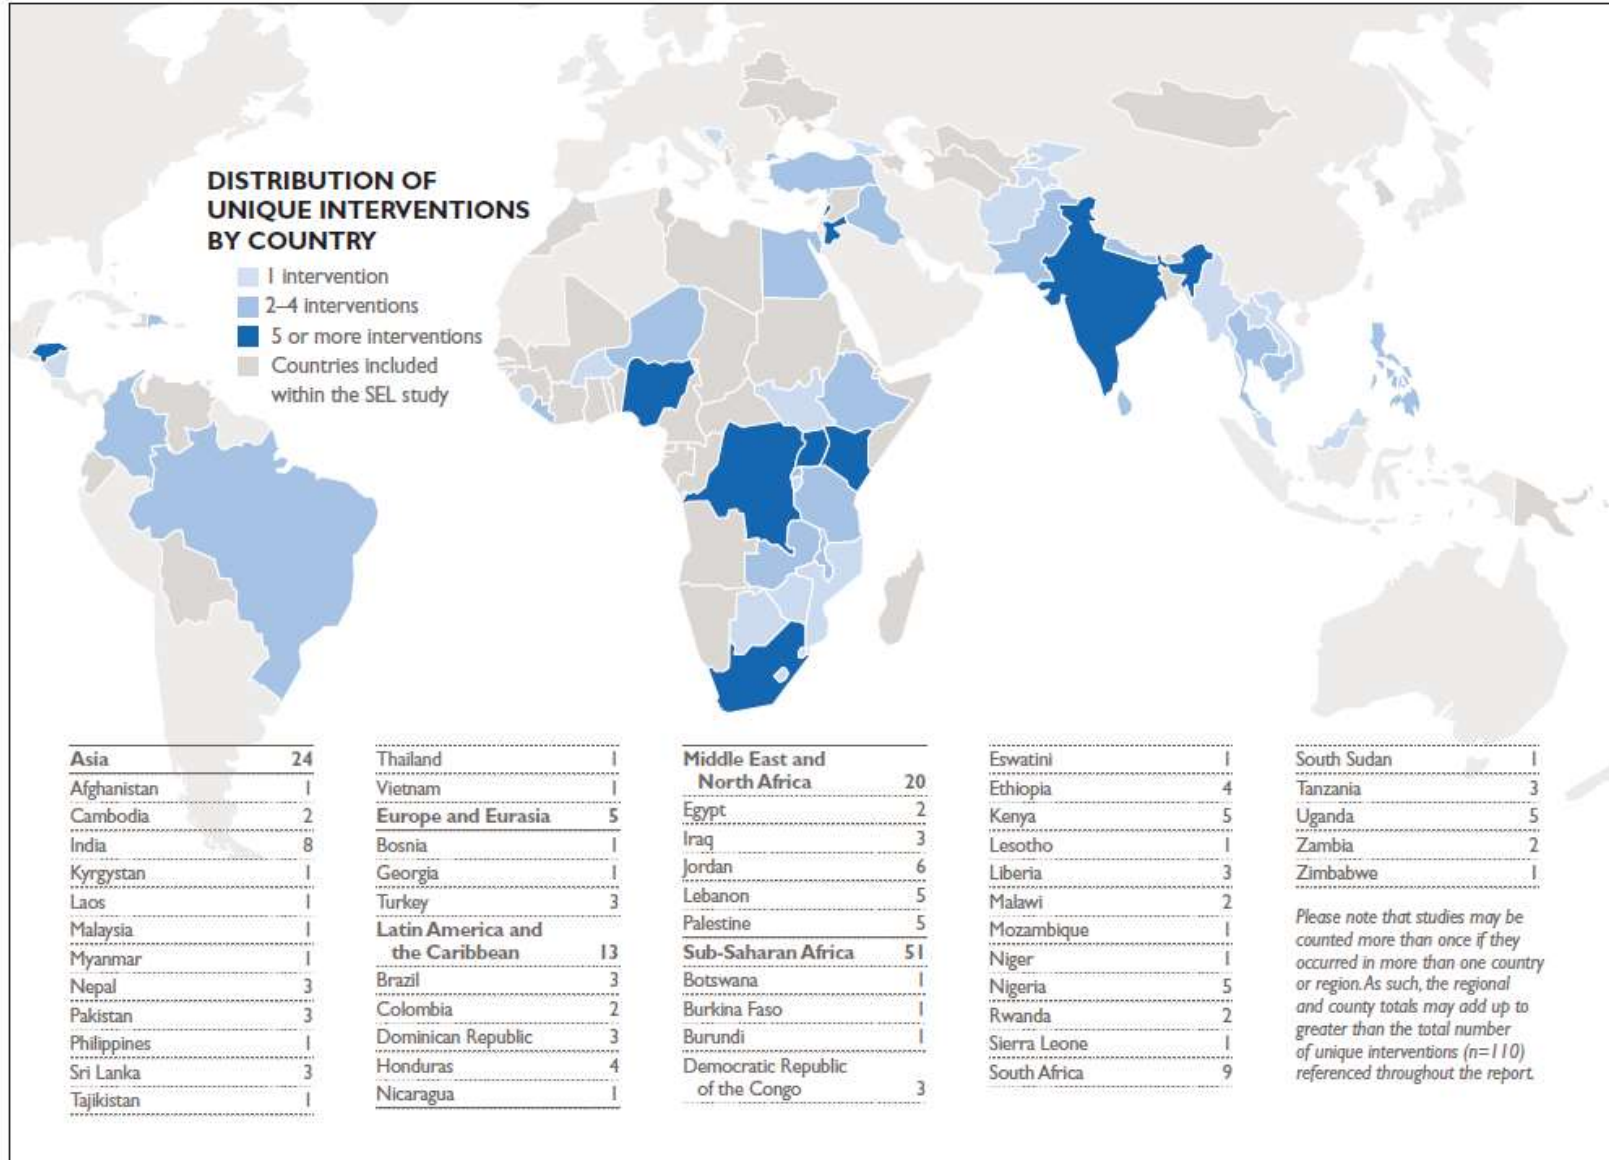 DISTRIBUTION OF
UNIQUE INTERVENTIONS
BY COUNTRY
1 intervention
2–4 interventions
5 or more interventions
Countries included
within the SEL study
Asia 24
Afghanistan 1
Cambodia 2
India 8
Kyrgystan 1
Laos 1
Malaysia 1
Myanmar 1
Nepal 3
Pakistan 3
Philippines 1
Sri Lanka 3
Tajikistan 1
Thailand 1
Vietnam 1
Europe and Eurasia 5
Bosnia 1
Georgia 1
Turkey 3
Latin America and
the Caribbean 13
Brazil 3
Colombia 2
Dominican Republic 3
Honduras 4
Nicaragua 1
Middle East and
North Africa 20
Egypt 2
Iraq 3
Jordan 6
Lebanon 5
Palestine 5
Sub-Saharan Africa 51
Botswana 1
Burkina Faso 1
Burundi 1
Democratic Republic
of the Congo 3
Eswatini 1
Ethiopia 4
Kenya 5
Lesotho 1
Liberia 3
Malawi 2
Mozambique 1
Niger 1
Nigeria 5
Rwanda 2
Sierra Leone 1
South Africa 9
South Sudan 1
Tanzania 3
Uganda 5
Zambia 2
Zimbabwe 1
Please note that studies may be
counted more than once if they
occurred in more than one country
or region. As such, the regional
and county totals may add up to
greater than the total number
of unique interventions (n=110)
referenced throughout the report.